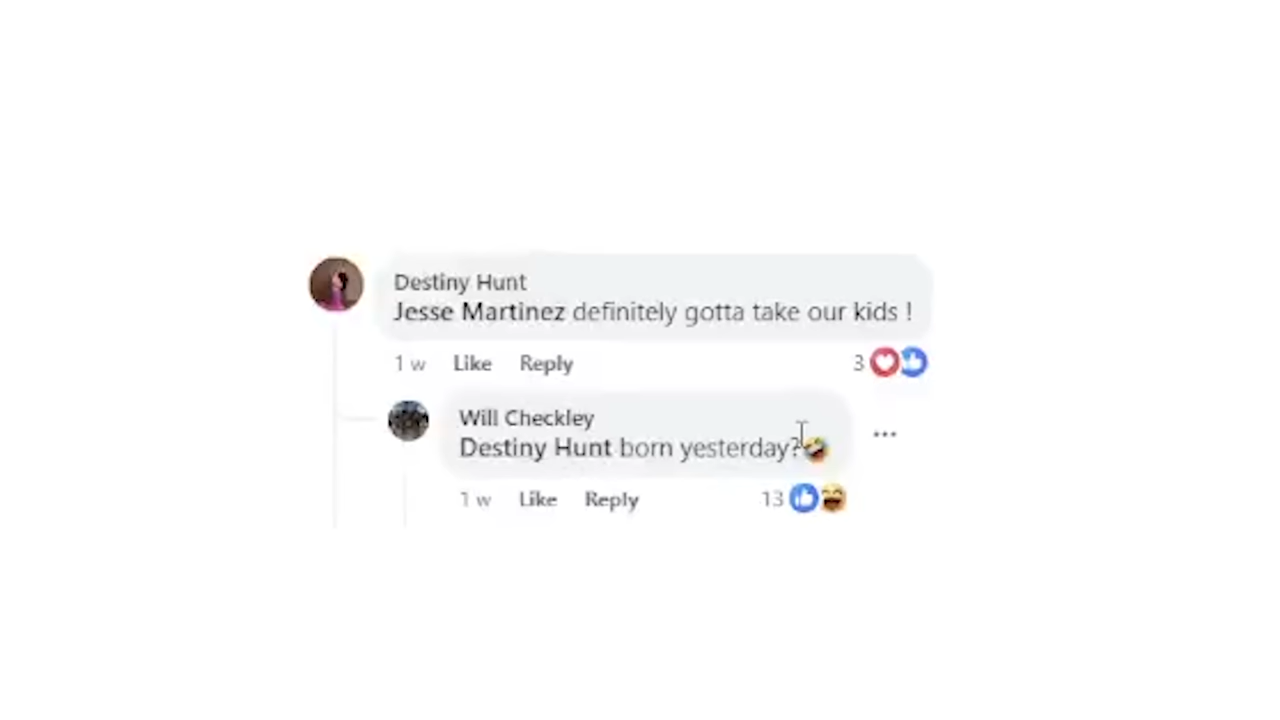 Destiny Hunt
Jesse Martinez definitely gotta take our kids !
1 w Like Reply 3
Will Checkley
Destiny Hunt born yesterday?🤣
1 w Like Reply 13